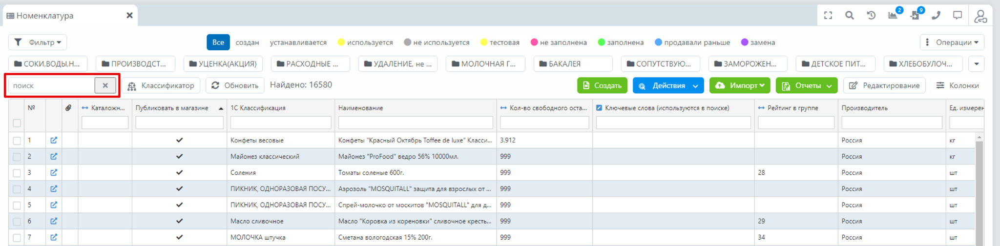 Номенклатура
2 9
Фильтр Все создан устанавливается используется не используется тестовая не заполнена заполнена продавали раньше замена Операции
СОКИ,ВОДЫ,Н... ПРОИЗВОДСТ... УЦЕНКА(АКЦИЯ) РАСХОДНЫЕ ... УДАЛЕНИЕ, не ... МОЛОЧНАЯ Г... БАКАЛЕЯ СОПУТСТВУЮ... ЗАМОРОЖЕН... ДЕТСКОЕ ПИТ... ХЛЕБОБУЛОЧ...
поиск Классификатор Обновить Найдено: 16580 Создать Действия Импорт Отчеты Редактирование Колонки
№ Каталожн... Публиковать в магазине 1С Классификация Наименование Кол-во свободного оста... Ключевые слова (используются в поиске) Рейтинг в группе Производитель Ед. измерен
1 Конфеты весовые Конфеты "Красный Октябрь Toffee de luxe" Класси... 3.912 Россия кг
2 Майонез классический Майонез "ProFood" ведро 56% 10000мл. 999 Россия кг
3 Соления Томаты соленые 600г. 999 28 Россия шт
4 ПИКНИК, ОДНОРАЗОВАЯ ПОСУ... Аэрозоль "MOSQUITALL" защита для взрослых от ... 999 Россия шт
5 ПИКНИК, ОДНОРАЗОВАЯ ПОСУ... Спрей-молочко от москитов "MOSQUITALL" для д... 999 Россия шт
6 Масло сливочное Масло "Коровка из кореновки" сливочное кресть... 999 29 Россия шт
7 МОЛОЧКА штучка Сметана вологодская 15% 200г. 999 34 Россия шт